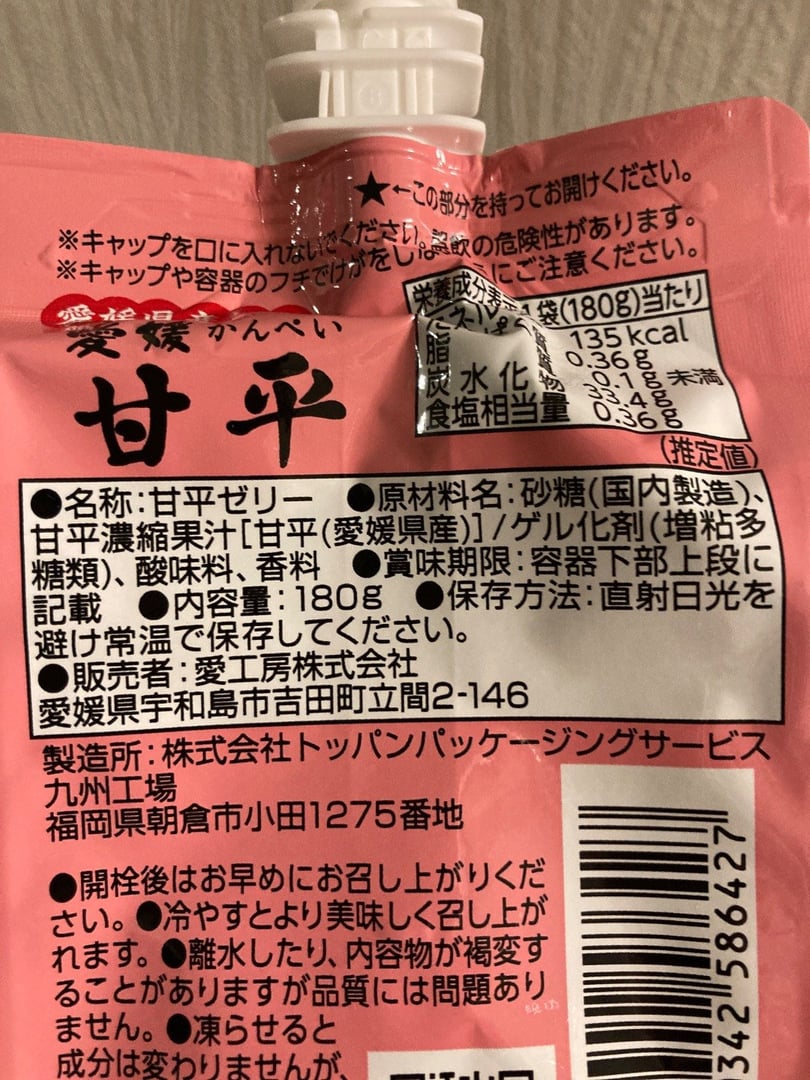 ★←この部分を持ってお開けください。
※キャップを口に入れないでください。誤飲の危険性があります。
※キャップや容器のフチでけがをしな にご注意ください。
愛媛県
愛媛 かんぺい
甘平
栄養成分表示1袋(180g)当たり
135kcal
質 0.36g
脂 質 0.1g未満
炭水化物 33.4g
食塩相当量 0.36g
(推定値)
●名称:甘平ゼリー ●原材料名:砂糖(国内製造)、
甘平濃縮果汁[甘平(愛媛県産)]/ゲル化剤(増粘多
糖類)、酸味料、香料 ●賞味期限:容器下部上段に
記載 ●内容量:180g ●保存方法:直射日光を
避け常温で保存してください。
●販売者:愛工房株式会社
愛媛県宇和島市吉田町立間2-146
製造所:株式会社トッパンパッケージングサービス
九州工場
福岡県朝倉市小田1275番地
●開栓後はお早めにお召し上がりくだ
さい。●冷やすとより美味しく召し上が
れます。●離水したり、内容物が褐変す
ることがありますが品質には問題あり
ません。●凍らせると
成分は変わりませんが、
342586427